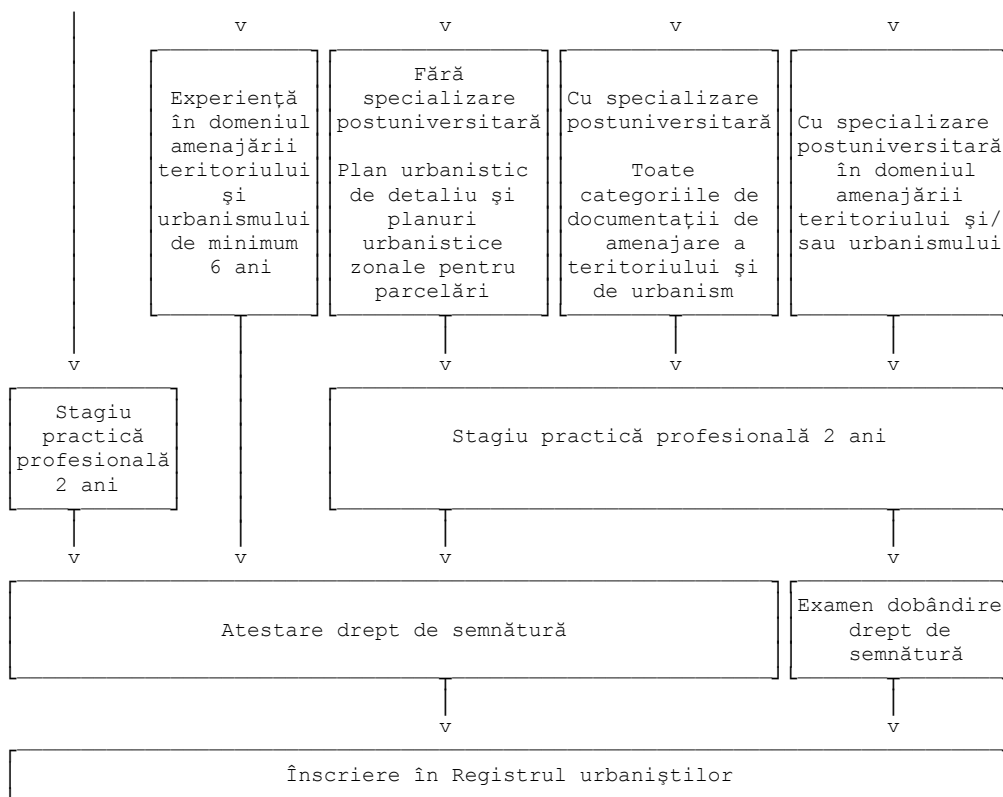 v v v v
Experiență
în domeniul
amenajării
teritoriului
şi
urbanismului
de minimum
6 ani
Fără
specializare
postuniversitară
Plan urbanistic
de detaliu şi
planuri
urbanistice
zonale pentru
parcelări
Cu specializare
postuniversitară
Toate
categoriile de
documentații de
amenajare a
teritoriului şi
de urbanism
Cu specializare
postuniversitară
în domeniul
amenajării
teritoriului şi/
sau urbanismului
v v v v
Stagiu
practică
profesională
2 ani
Stagiu practică profesională 2 ani
v v v v
Atestare drept de semnătură
Examen dobândire
drept de
semnătură
v v
Înscriere în Registrul urbaniştilor